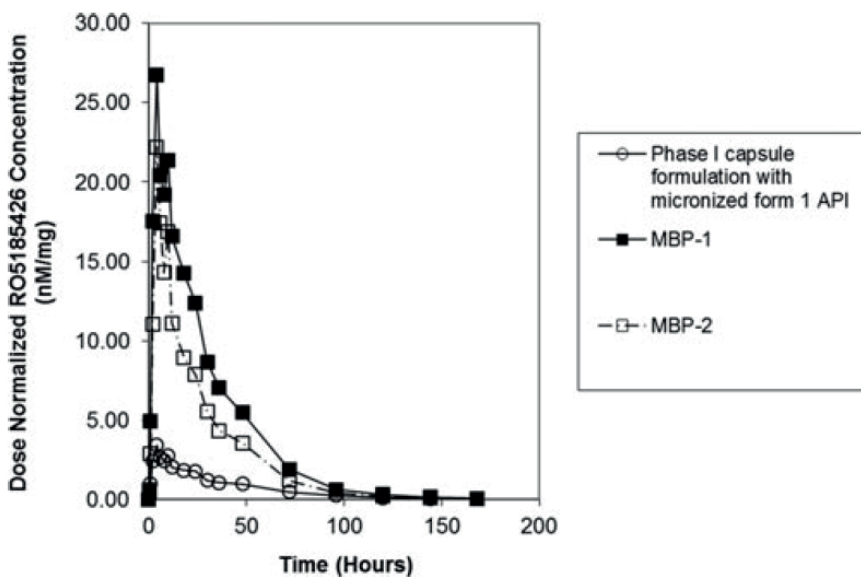 30.00
25.00
20.00
15.00
10.00
5.00
0.00
Dose Normalized RO5185426 Concentration
(nM/mg)
0
50
100
150
200
Time (Hours)
Phase I capsule
formulation with
micronized form 1 API
MBP-1
MBP-2